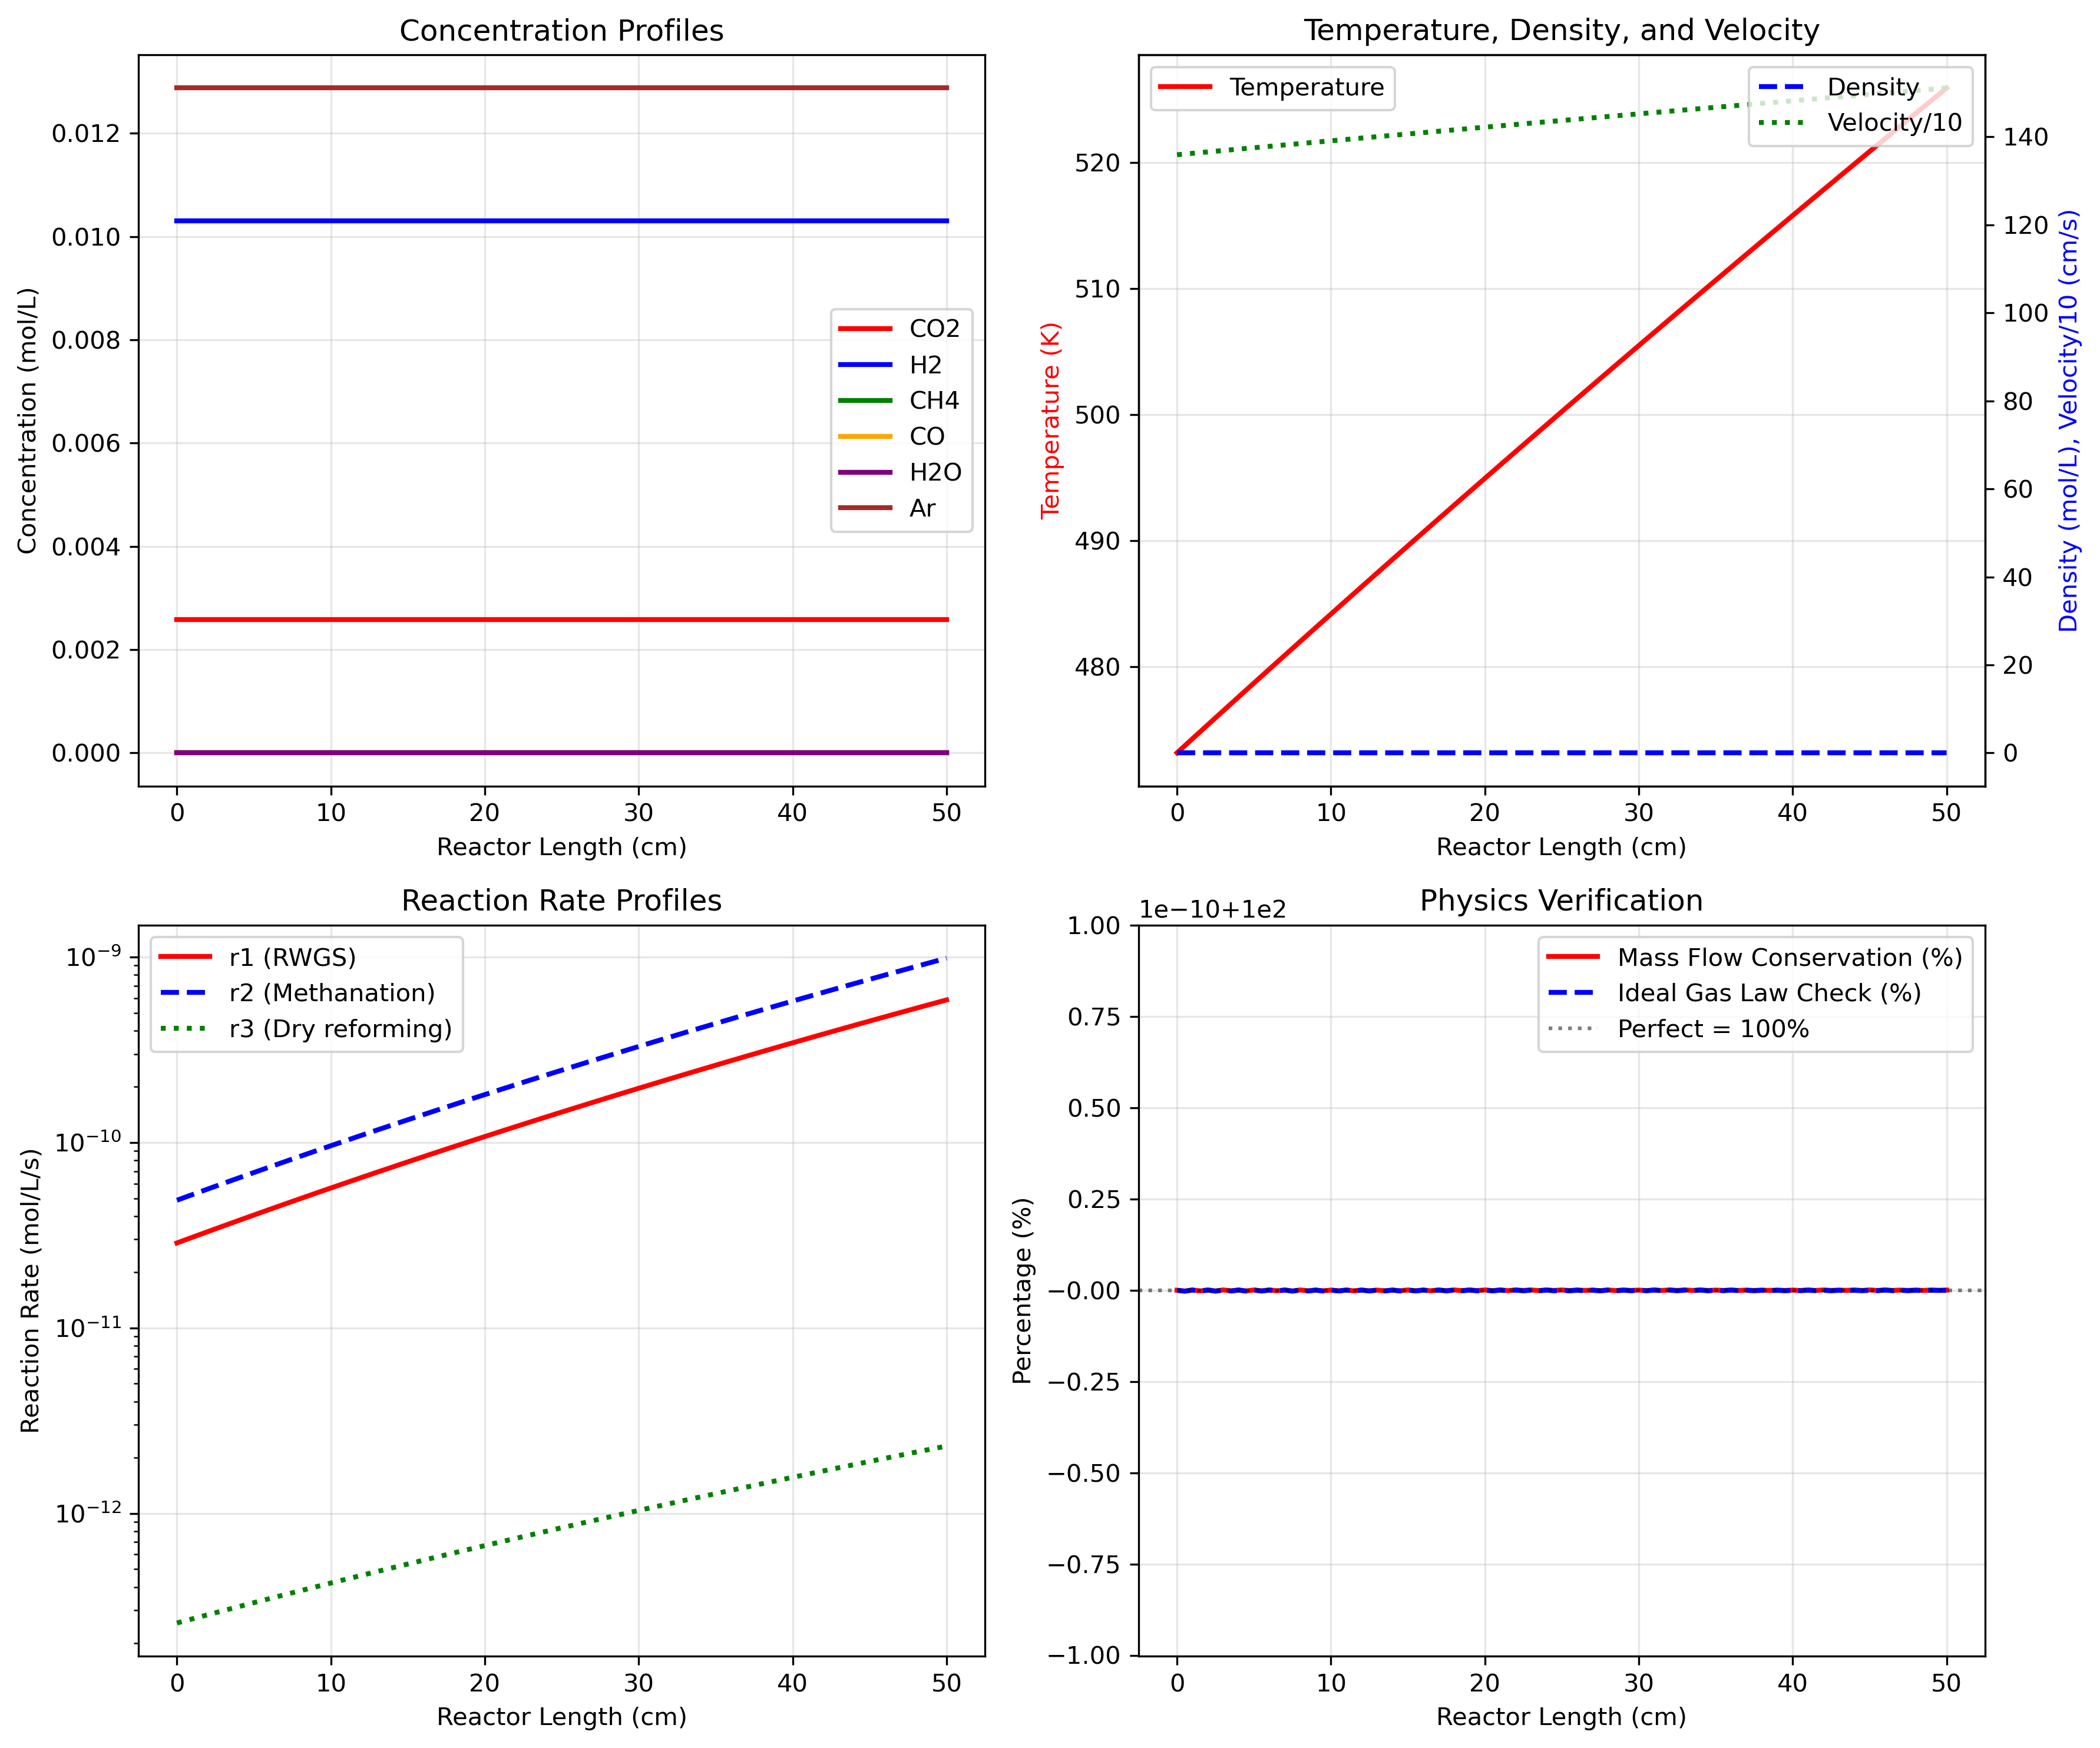 Concentration Profiles
0.012
0.010
0.008
0.006
0.004
0.002
0.000
Concentration (mol/L)
CO2
H2
CH4
CO
H2O
Ar
0 10 20 30 40 50
Reactor Length (cm)
Temperature, Density, and Velocity
Temperature
Density
Velocity/10
520
510
500
490
480
Temperature (K)
140
120
100
80
60
40
20
0
Density (mol/L), Velocity/10 (cm/s)
0 10 20 30 40 50
Reactor Length (cm)
Reaction Rate Profiles
r1 (RWGS)
r2 (Methanation)
r3 (Dry reforming)
10⁻⁹
10⁻¹⁰
10⁻¹¹
10⁻¹²
Reaction Rate (mol/L/s)
0 10 20 30 40 50
Reactor Length (cm)
Physics Verification
1e−10+1e2
Mass Flow Conservation (%)
Ideal Gas Law Check (%)
Perfect = 100%
1.00
0.75
0.50
0.25
−0.00
−0.25
−0.50
−0.75
−1.00
Percentage (%)
0 10 20 30 40 50
Reactor Length (cm)